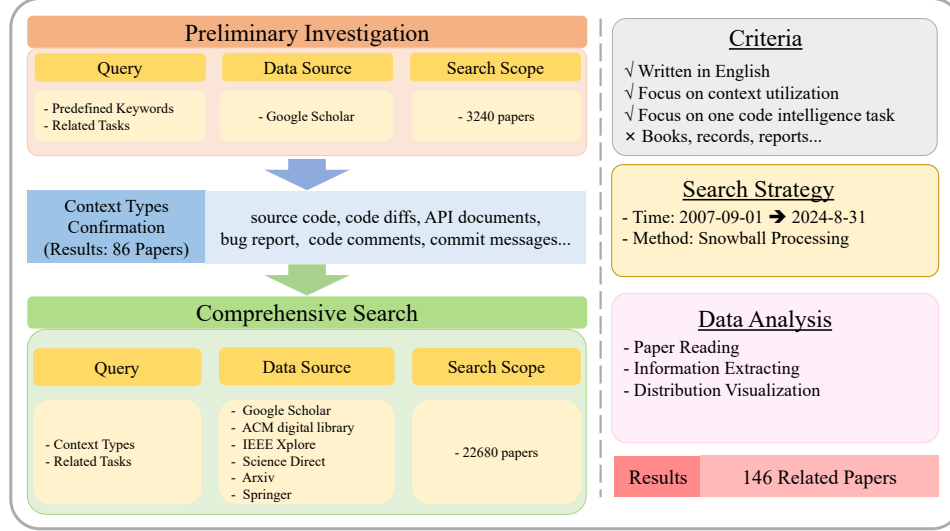 Preliminary Investigation
Query
Data Source
Search Scope
- Predefined Keywords
- Related Tasks
- Google Scholar
- 3240 papers
Context Types
Confirmation
(Results: 86 Papers)
source code, code diffs, API documents,
bug report, code comments, commit messages...
Comprehensive Search
Query
Data Source
Search Scope
- Context Types
- Related Tasks
- Google Scholar
- ACM digital library
- IEEE Xplore
- Science Direct
- Arxiv
- Springer
- 22680 papers
Criteria
√ Written in English
√ Focus on context utilization
√ Focus on one code intelligence task
× Books, records, reports...
Search Strategy
- Time: 2007-09-01 ➔ 2024-8-31
- Method: Snowball Processing
Data Analysis
- Paper Reading
- Information Extracting
- Distribution Visualization
Results
146 Related Papers